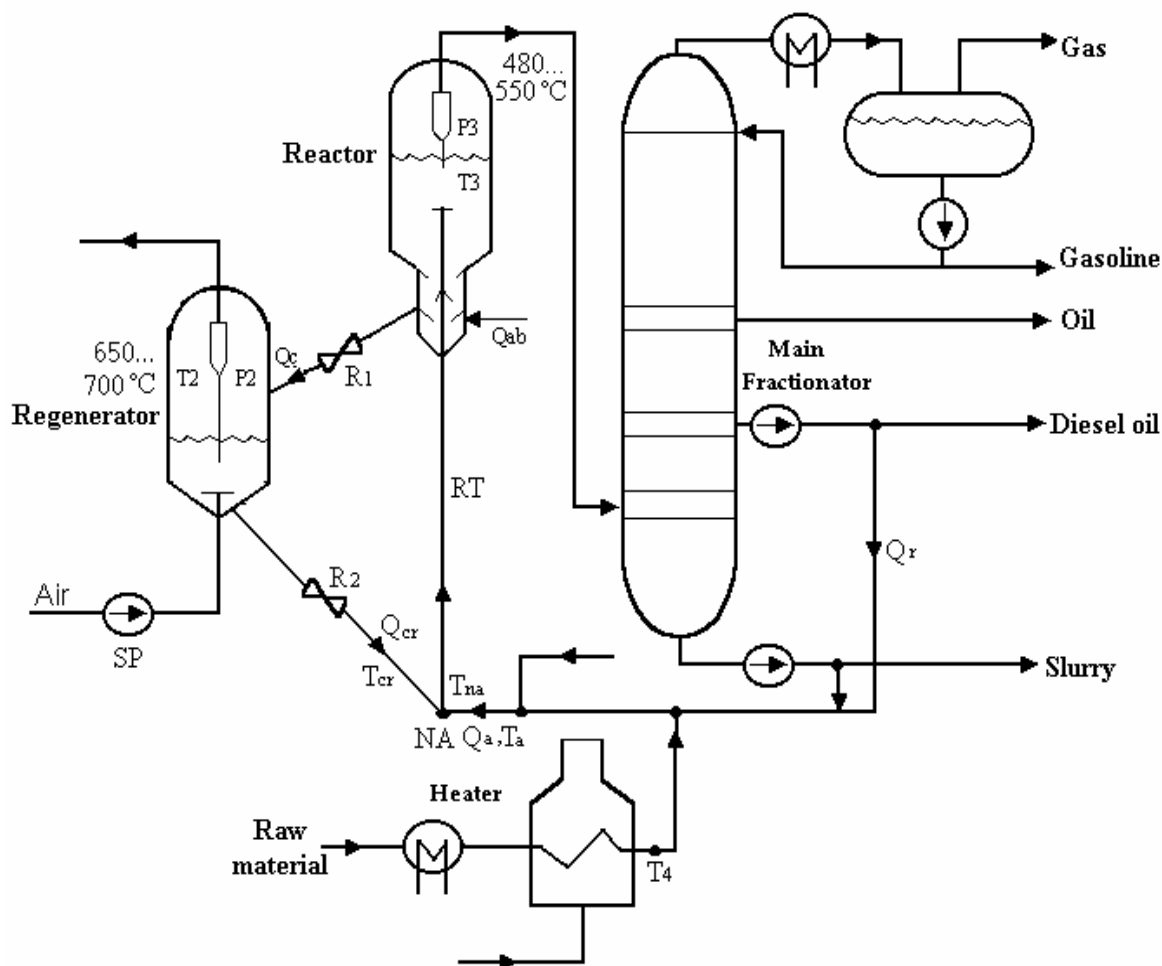 Gas
480...
550 °C
P3
Reactor
T3
Gasoline
Oil
650...
700 °C
T2
P2
Qc
R1
Qab
Main
Fractionator
Regenerator
Diesel oil
RT
Qr
R2
Air
SP
Qcr
Tcr
Tna
Slurry
NA
Qa,Ta
Heater
Raw
material
T4